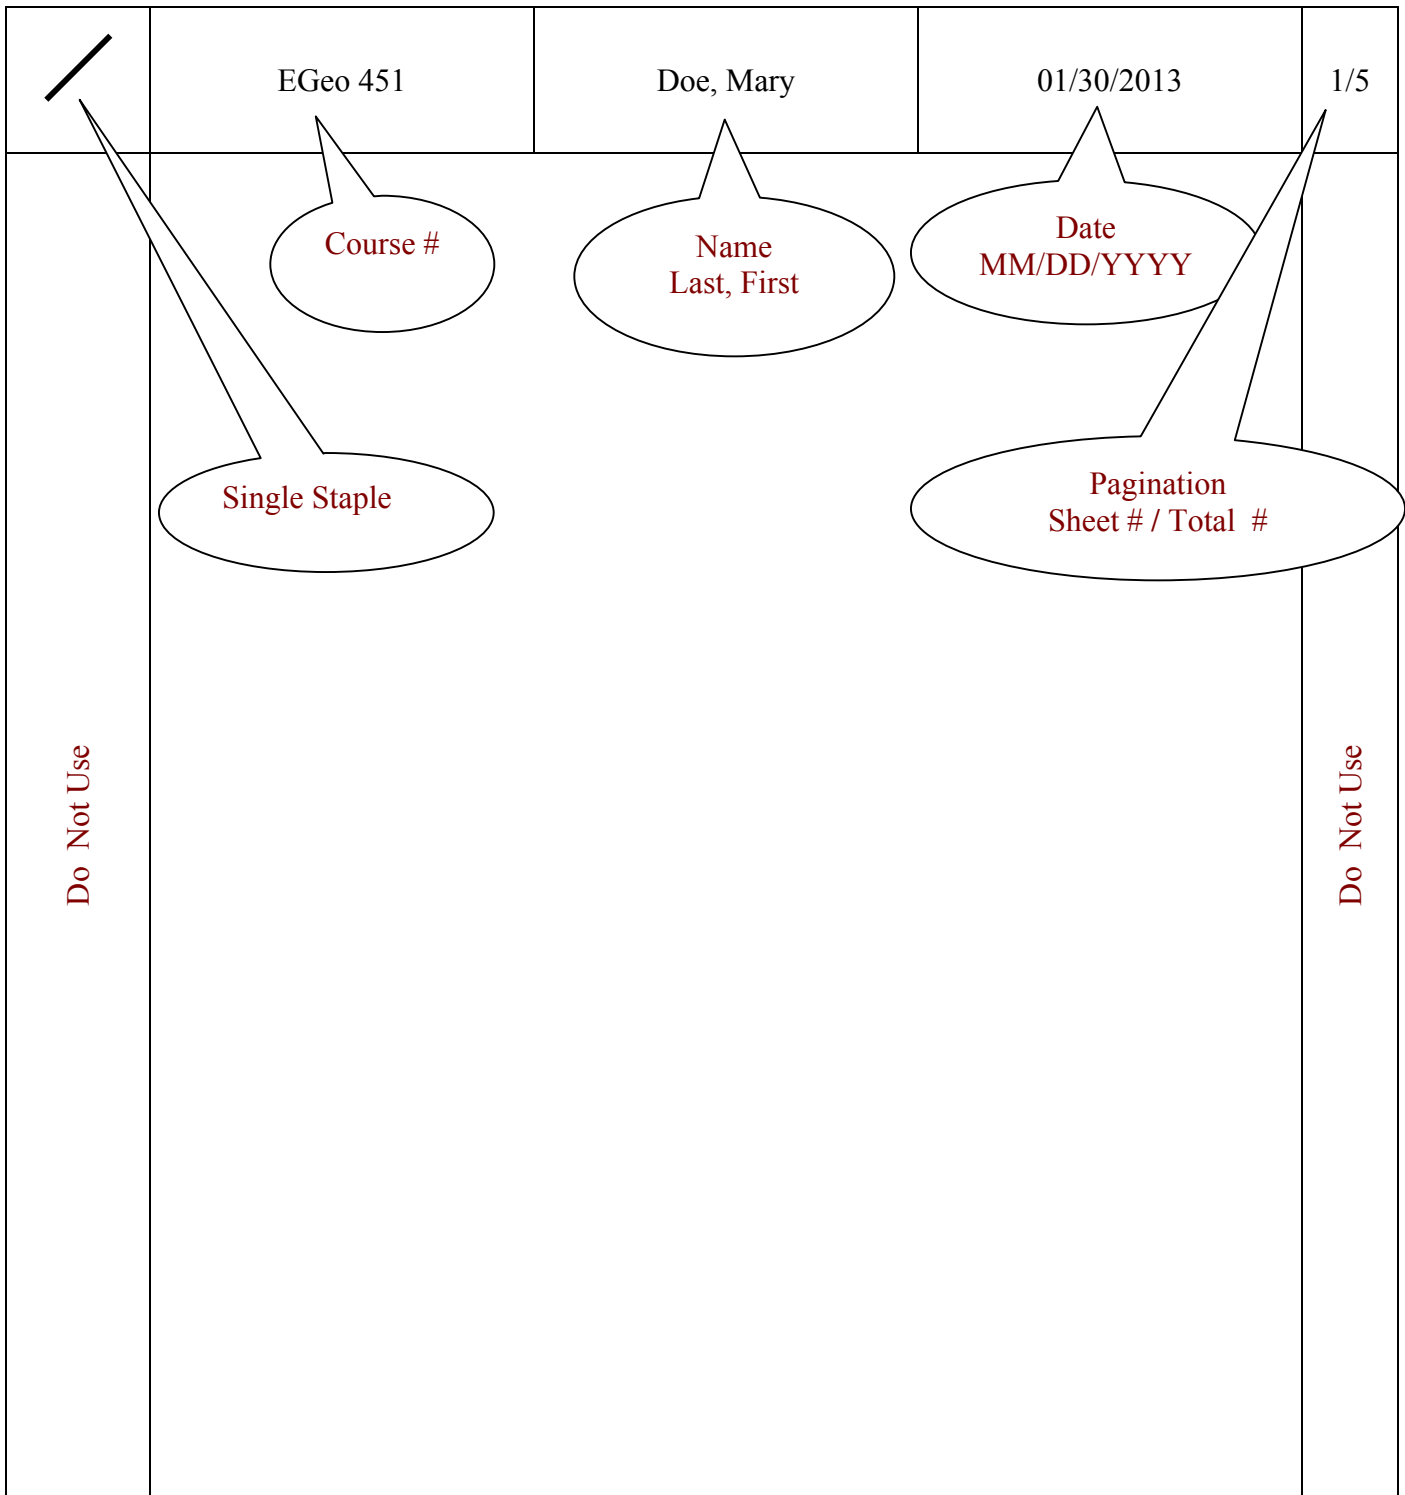 EGeo 451
Doe, Mary
01/30/2013
1/5
Course #
Name
Last, First
Date
MM/DD/YYYY
Single Staple
Pagination
Sheet # / Total  #
Do  Not Use
Do  Not Use